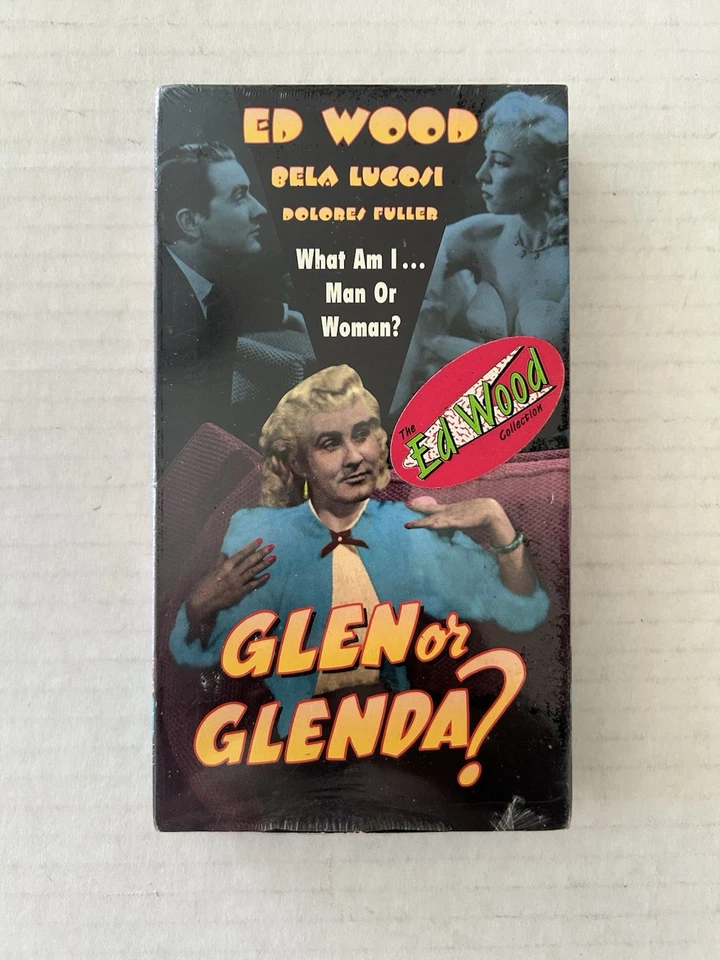 ED WOOD
BELA LUGOSI
DOLORES FULLER
What Am I...
Man Or
Woman?
The
Ed Wood
Collection
GLEN or
GLENDA?